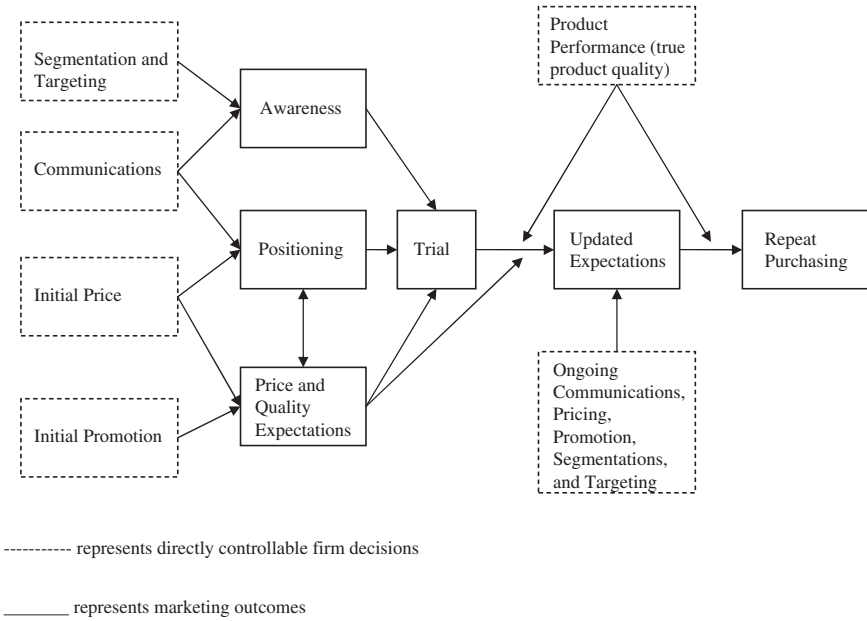 Segmentation and
Targeting
Communications
Initial Price
Initial Promotion
Awareness
Positioning
Price and
Quality
Expectations
Trial
Product
Performance (true
product quality)
Updated
Expectations
Repeat
Purchasing
Ongoing
Communications,
Pricing,
Promotion,
Segmentations,
and Targeting
----------- represents directly controllable firm decisions
_______ represents marketing outcomes